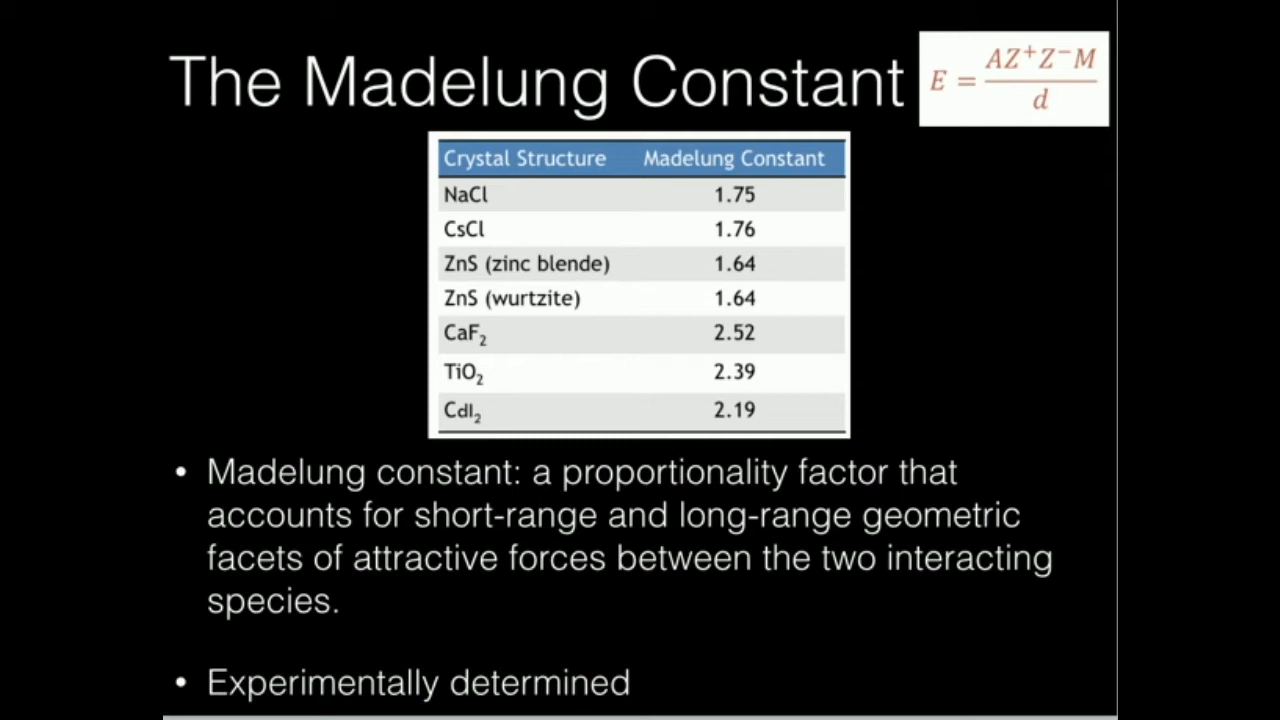 The Madelung Constant
E = AZ⁺Z⁻M / d
Crystal Structure Madelung Constant
NaCl 1.75
CsCl 1.76
ZnS (zinc blende) 1.64
ZnS (wurtzite) 1.64
CaF₂ 2.52
TiO₂ 2.39
CdI₂ 2.19
• Madelung constant: a proportionality factor that
accounts for short-range and long-range geometric
facets of attractive forces between the two interacting
species.
• Experimentally determined